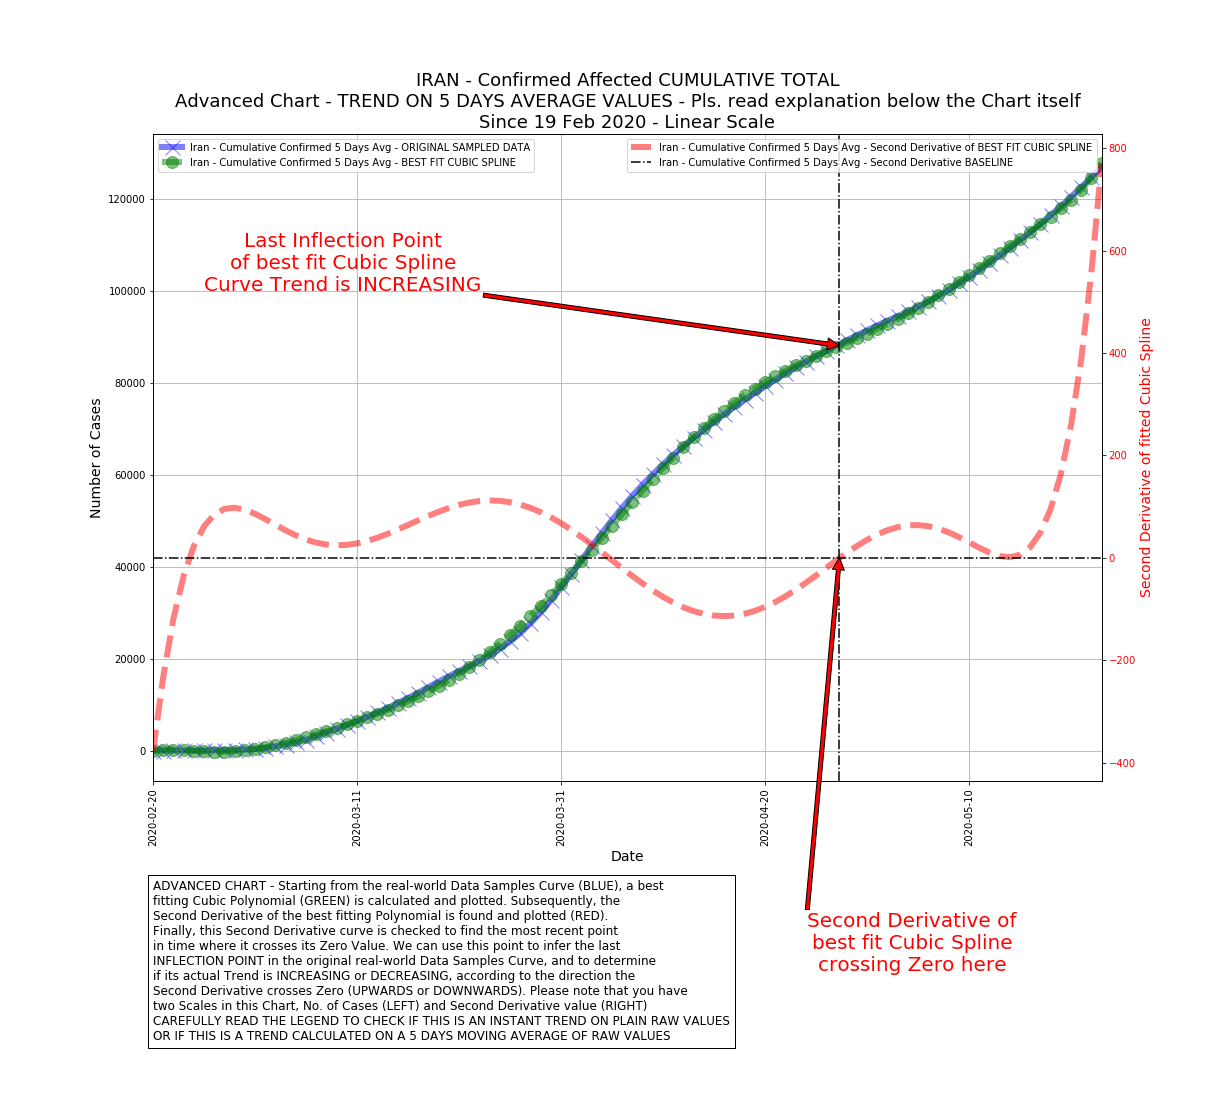 IRAN - Confirmed Affected CUMULATIVE TOTAL
Advanced Chart - TREND ON 5 DAYS AVERAGE VALUES - Pls. read explanation below the Chart itself
Since 19 Feb 2020 - Linear Scale
Iran - Cumulative Confirmed 5 Days Avg - ORIGINAL SAMPLED DATA
Iran - Cumulative Confirmed 5 Days Avg - BEST FIT CUBIC SPLINE
Iran - Cumulative Confirmed 5 Days Avg - Second Derivative of BEST FIT CUBIC SPLINE
Iran - Cumulative Confirmed 5 Days Avg - Second Derivative BASELINE
Last Inflection Point
of best fit Cubic Spline
Curve Trend is INCREASING
Number of Cases
120000
100000
80000
60000
40000
20000
0
800
600
400
200
0
−200
−400
Second Derivative of fitted Cubic Spline
2020-02-20
2020-03-11
2020-03-31
2020-04-20
2020-05-10
Date
Second Derivative of
best fit Cubic Spline
crossing Zero here
ADVANCED CHART - Starting from the real-world Data Samples Curve (BLUE), a best
fitting Cubic Polynomial (GREEN) is calculated and plotted. Subsequently, the
Second Derivative of the best fitting Polynomial is found and plotted (RED).
Finally, this Second Derivative curve is checked to find the most recent point
in time where it crosses its Zero Value. We can use this point to infer the last
INFLECTION POINT in the original real-world Data Samples Curve, and to determine
if its actual Trend is INCREASING or DECREASING, according to the direction the
Second Derivative crosses Zero (UPWARDS or DOWNWARDS). Please note that you have
two Scales in this Chart, No. of Cases (LEFT) and Second Derivative value (RIGHT)
CAREFULLY READ THE LEGEND TO CHECK IF THIS IS AN INSTANT TREND ON PLAIN RAW VALUES
OR IF THIS IS A TREND CALCULATED ON A 5 DAYS MOVING AVERAGE OF RAW VALUES